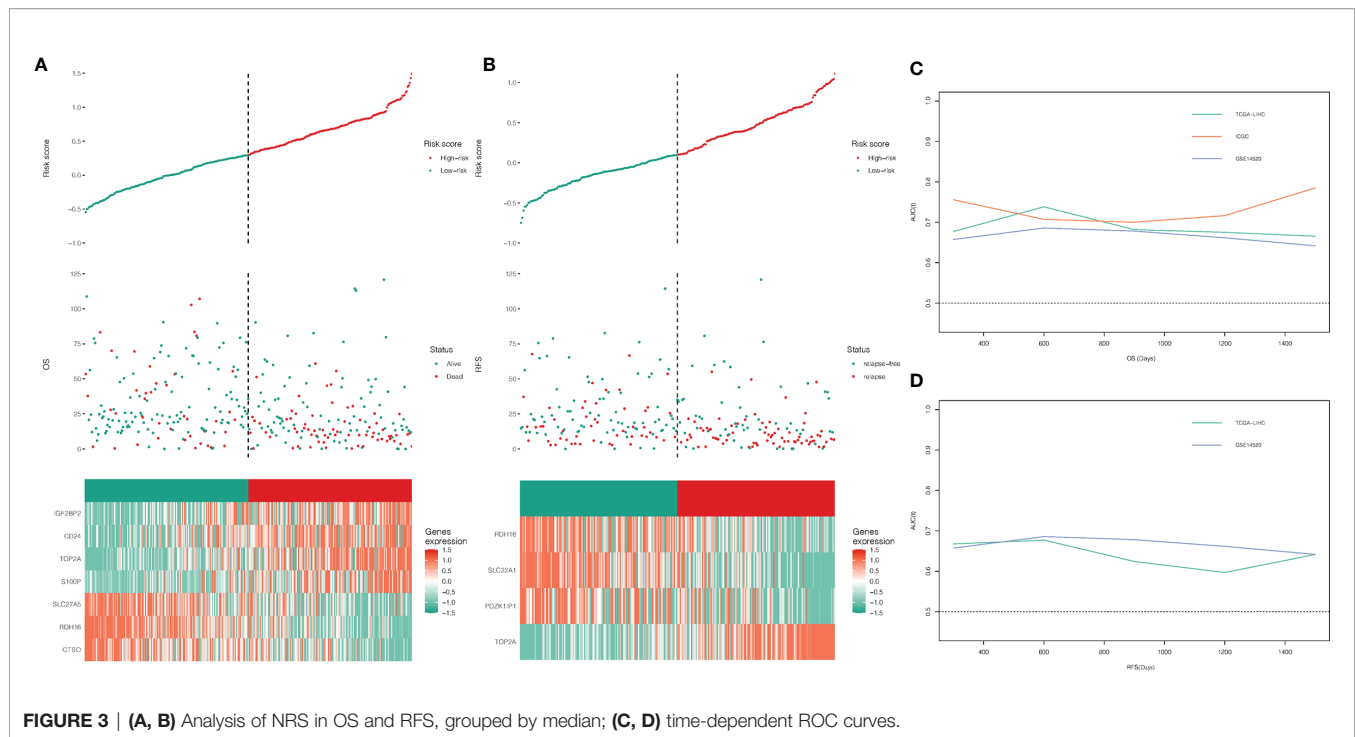 A
1.5
1.0
0.5
0.0
−0.5
−1.0
Risk score
Risk score
High−risk
Low−risk
125
100
75
50
25
0
OS
Status
Alive
Dead
IGF2BP2
CD24
TOP2A
S100P
SLC27A5
RDH16
CTSO
Genes
expression
1.5
1.0
0.5
0.0
−0.5
−1.0
−1.5
B
1.0
0.5
0.0
−0.5
−1.0
Risk score
Risk score
High−risk
Low−risk
125
100
75
50
25
0
RFS
Status
relapse−free
relapse
RDH16
SLC22A1
PDZK1IP1
TOP2A
Genes
expression
1.5
1.0
0.5
0.0
−0.5
−1.0
−1.5
C
1.0
0.9
0.8
0.7
0.6
0.5
AUC(t)
TCGA−LIHC
ICGC
GSE14520
400
600
800
1000
1200
1400
OS (Days)
D
1.0
0.9
0.8
0.7
0.6
0.5
AUC(t)
TCGA−LIHC
GSE14520
400
600
800
1000
1200
1400
RFS(Days)
FIGURE 3 | (A, B) Analysis of NRS in OS and RFS, grouped by median; (C, D) time-dependent ROC curves.